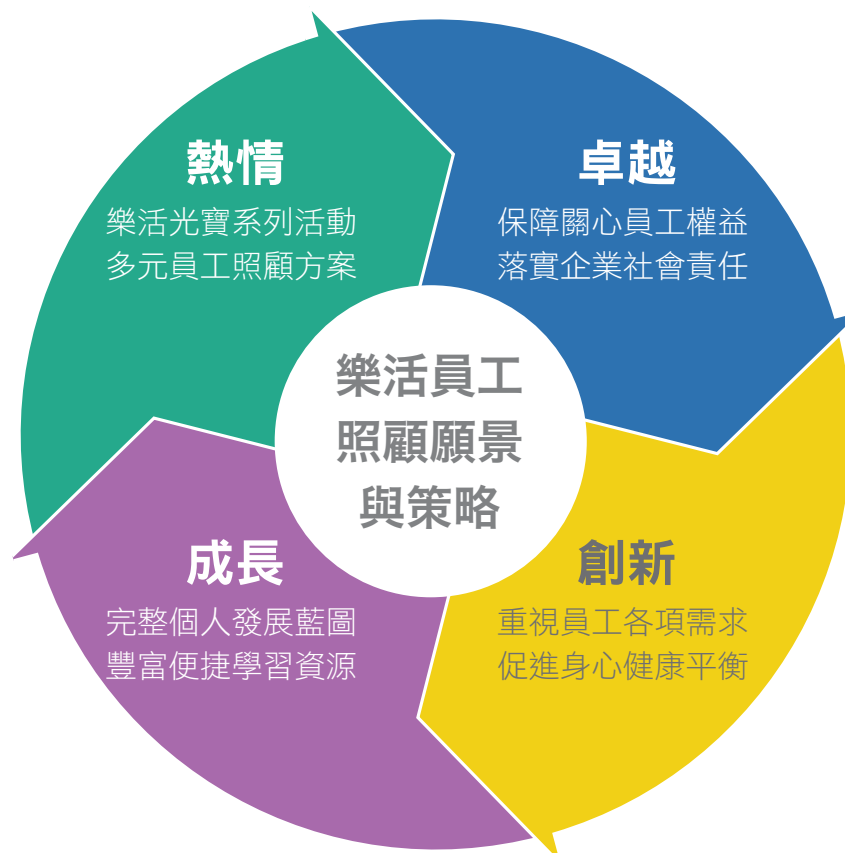 熱情
樂活光寶系列活動
多元員工照顧方案
卓越
保障關心員工權益
落實企業社會責任
樂活員工
照顧願景
與策略
成長
完整個人發展藍圖
豐富便捷學習資源
創新
重視員工各項需求
促進身心健康平衡